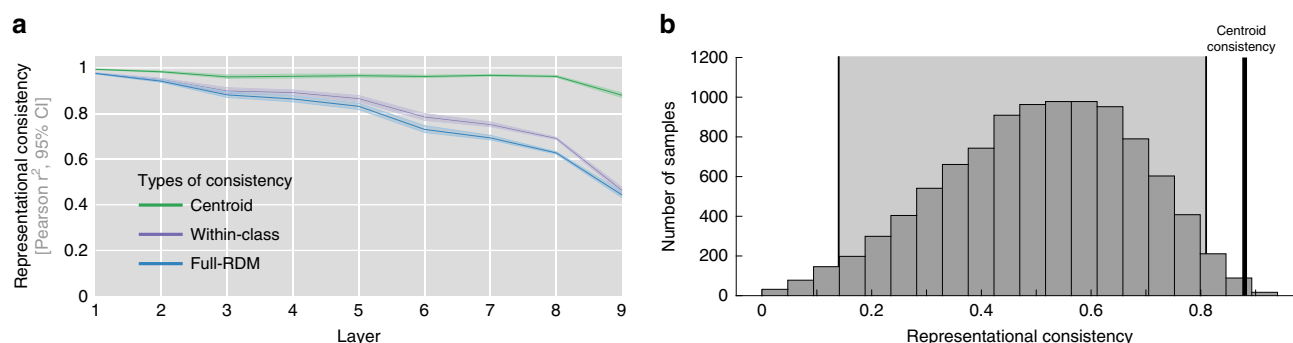 a
Representational consistency
[Pearson r², 95% CI]
1
0.8
0.6
0.4
0.2
0
Types of consistency
Centroid
Within-class
Full-RDM
1 2 3 4 5 6 7 8 9
Layer
b
Centroid
consistency
Number of samples
1200
1000
800
600
400
200
0
0 0.2 0.4 0.6 0.8
Representational consistency